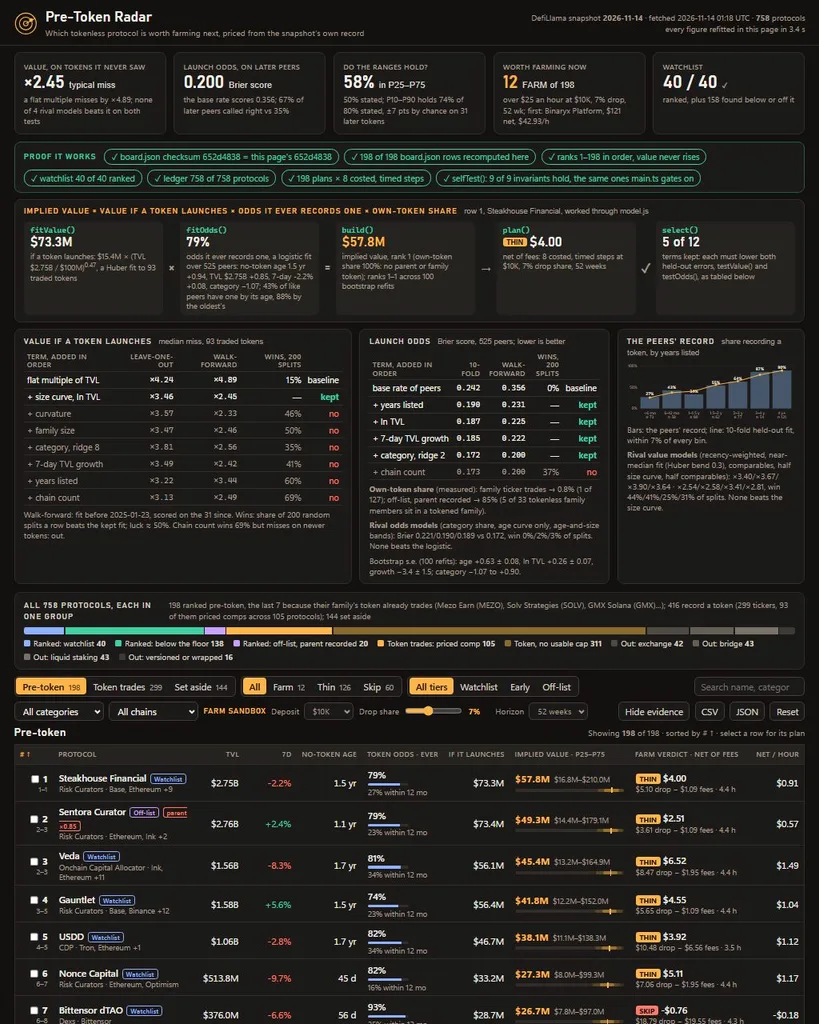 Pre-Token Radar
Which tokenless protocol is worth farming next, priced from the snapshot's own record
DefiLlama snapshot 2026-11-14 · fetched 2026-11-14 01:18 UTC · 758 protocols
every figure refitted in this page in 3.4 s
VALUE, ON TOKENS IT NEVER SAW
×2.45 typical miss
a flat multiple misses by ×4.89; none
of 4 rival models beats it on both
tests
LAUNCH ODDS, ON LATER PEERS
0.200 Brier score
the base rate scores 0.356; 67% of
later peers called right vs 35%
DO THE RANGES HOLD?
58% in P25–P75
50% stated; P10–P90 holds 74% of
80% stated, ±7 pts by chance on 31
later tokens
WORTH FARMING NOW
12 FARM of 198
over $25 an hour at $10K, 7% drop,
52 wk; first: Binaryx Platform, $121
net, $42.93/h
WATCHLIST
40 / 40 ✓
ranked, plus 158 found below or off it
PROOF IT WORKS
✓ board.json checksum 652d4838 = this page's 652d4838
✓ 198 of 198 board.json rows recomputed here
✓ ranks 1–198 in order, value never rises
✓ watchlist 40 of 40 ranked
✓ ledger 758 of 758 protocols
✓ 198 plans × 8 costed, timed steps
✓ selfTest(): 9 of 9 invariants hold, the same ones main.ts gates on
IMPLIED VALUE = VALUE IF A TOKEN LAUNCHES × ODDS IT EVER RECORDS ONE × OWN-TOKEN SHARE row 1, Steakhouse Financial, worked through model.js
fitValue()
$73.3M
if a token launches: $15.4M × (TVL
$2.75B / $100M)^0.47, a Huber fit to 93
traded tokens
×
fitOdds()
79%
odds it ever records one, a logistic fit
over 525 peers: no-token age 1.5 yr
+0.94, TVL $2.75B +0.85, 7-day -2.2%
+0.08, category −1.07; 43% of like
peers have one by its age, 88% by
the oldest's
=
build()
$57.8M
implied value, rank 1 (own-token
share 100%: no parent or family
token); ranks 1–1 across 100
bootstrap refits
→
plan()
THIN $4.00
net of fees: 8 costed, timed steps at
$10K, 7% drop share, 52 weeks
✓
select()
5 of 12
terms kept: each must lower both
held-out errors, testValue() and
testOdds(), as tabled below
VALUE IF A TOKEN LAUNCHES median miss, 93 traded tokens
TERM, ADDED IN ORDER LEAVE-ONE-OUT WALK-FORWARD WINS, 200 SPLITS
flat multiple of TVL ×4.24 ×4.89 15% baseline
+ size curve, ln TVL ×3.46 ×2.45 — kept
+ curvature ×3.57 ×2.33 46% no
+ family size ×3.47 ×2.46 50% no
+ category, ridge 8 ×3.81 ×2.56 35% no
+ 7-day TVL growth ×3.49 ×2.42 41% no
+ years listed ×3.22 ×3.44 60% no
+ chain count ×3.13 ×2.49 69% no
Walk-forward: fit before 2025-01-23, scored on the 31 since. Wins: share of 200 random
splits a row beats the kept fit; luck ≈ 50%. Chain count wins 69% but misses on newer
tokens: out.
LAUNCH ODDS Brier score, 525 peers; lower is better
TERM, ADDED IN ORDER 10-FOLD WALK-FORWARD WINS, 200 SPLITS
base rate of peers 0.242 0.356 0% baseline
+ years listed 0.190 0.231 — kept
+ ln TVL 0.187 0.225 — kept
+ 7-day TVL growth 0.185 0.222 — kept
+ category, ridge 2 0.172 0.200 — kept
+ chain count 0.173 0.200 37% no
Own-token share (measured): family ticker trades → 0.8% (1 of
127); off-list, parent recorded → 85% (5 of 33 tokenless family
members sit in a tokened family).
Rival odds models (category share, age curve only, age-and-size
bands): Brier 0.221/0.190/0.189 vs 0.172, win 0%/2%/3% of splits.
None beats the logistic.
Bootstrap s.e. (100 refits): age +0.63 ± 0.08, ln TVL +0.26 ± 0.07,
growth −3.4 ± 1.5; category −1.07 to +0.90.
THE PEERS' RECORD share recording a
token, by years listed
Bars: the peers' record; line: 10-fold held-out fit,
within 7% of every bin.
Rival value models (recency-weighted, near-
median fit (Huber bend 0.3), comparables, half
size curve, half comparables): ×3.40/×3.67/
×3.90/×3.64 · ×2.54/×2.58/×3.41/×2.81, win
44%/41%/25%/31% of splits. None beats the
size curve.
ALL 758 PROTOCOLS, EACH IN
ONE GROUP
198 ranked pre-token, the last 7 because their family's token already trades (Mezo Earn (MEZO), Solv Strategies (SOLV), GMX Solana (GMX)...); 416 record a token (299 tickers, 93
of them priced comps across 105 protocols); 144 set aside
Ranked: watchlist 40 Ranked: below the floor 138 Ranked: off-list, parent recorded 20 Token trades: priced comp 105 Token, no usable cap 311 Out: exchange 42 Out: bridge 43
Out: liquid staking 43 Out: versioned or wrapped 16
Pre-token 198 Token trades 299 Set aside 144 All Farm 12 Thin 126 Skip 60 All tiers Watchlist Early Off-list Search name, categor
All categories All chains FARM SANDBOX Deposit $10K Drop share 7% Horizon 52 weeks Hide evidence CSV JSON Reset
Pre-token
Showing 198 of 198 · sorted by # ↑ · select a row for its plan
# ↑ PROTOCOL TVL 7D NO-TOKEN AGE TOKEN ODDS · EVER IF IT LAUNCHES IMPLIED VALUE · P25–P75 FARM VERDICT · NET OF FEES NET / HOUR
1 Steakhouse Financial Watchlist $2.75B -2.2% 1.5 yr 79% $73.3M $57.8M $16.8M–$210.0M THIN $4.00 $0.91
1–1 Risk Curators · Base, Ethereum +9 27% within 12 mo $5.10 drop − $1.09 fees · 4.4 h
2 Sentora Curator Off-list parent +0.85 $2.76B +2.4% 1.1 yr 79% $73.4M $49.3M $14.4M–$179.1M THIN $2.51 $0.57
2–3 Risk Curators · Ethereum, Ink +2 23% within 12 mo $3.61 drop − $1.09 fees · 4.4 h
3 Veda Watchlist $1.56B -8.3% 1.7 yr 81% $56.1M $45.4M $13.2M–$164.9M THIN $6.52 $1.49
2–3 Onchain Capital Allocator · Ink, Ethereum +11 34% within 12 mo $8.47 drop − $1.95 fees · 4.4 h
4 Gauntlet Watchlist $1.58B +5.6% 1.5 yr 74% $56.4M $41.8M $12.2M–$152.0M THIN $4.55 $1.04
3–5 Risk Curators · Base, Binance +12 23% within 12 mo $5.65 drop − $1.09 fees · 4.4 h
5 USDD Watchlist $1.06B -2.8% 1.7 yr 82% $46.7M $38.1M $11.1M–$138.3M THIN $3.92 $1.12
4–5 CDP · Tron, Ethereum +1 34% within 12 mo $10.48 drop − $6.56 fees · 3.5 h
6 Nonce Capital Watchlist $513.8M -9.7% 45 d 82% $33.2M $27.3M $8.0M–$99.3M THIN $5.11 $1.17
6–7 Risk Curators · Ethereum, Optimism 16% within 12 mo $7.06 drop − $1.95 fees · 4.4 h
7 Bittensor dTAO Watchlist $376.0M -6.6% 56 d 93% $28.7M $26.7M $7.8M–$97.0M SKIP -$0.76 -$0.18
6–8 Dexs · Bittensor $18.79 drop − $19.55 fees · 4.3 h